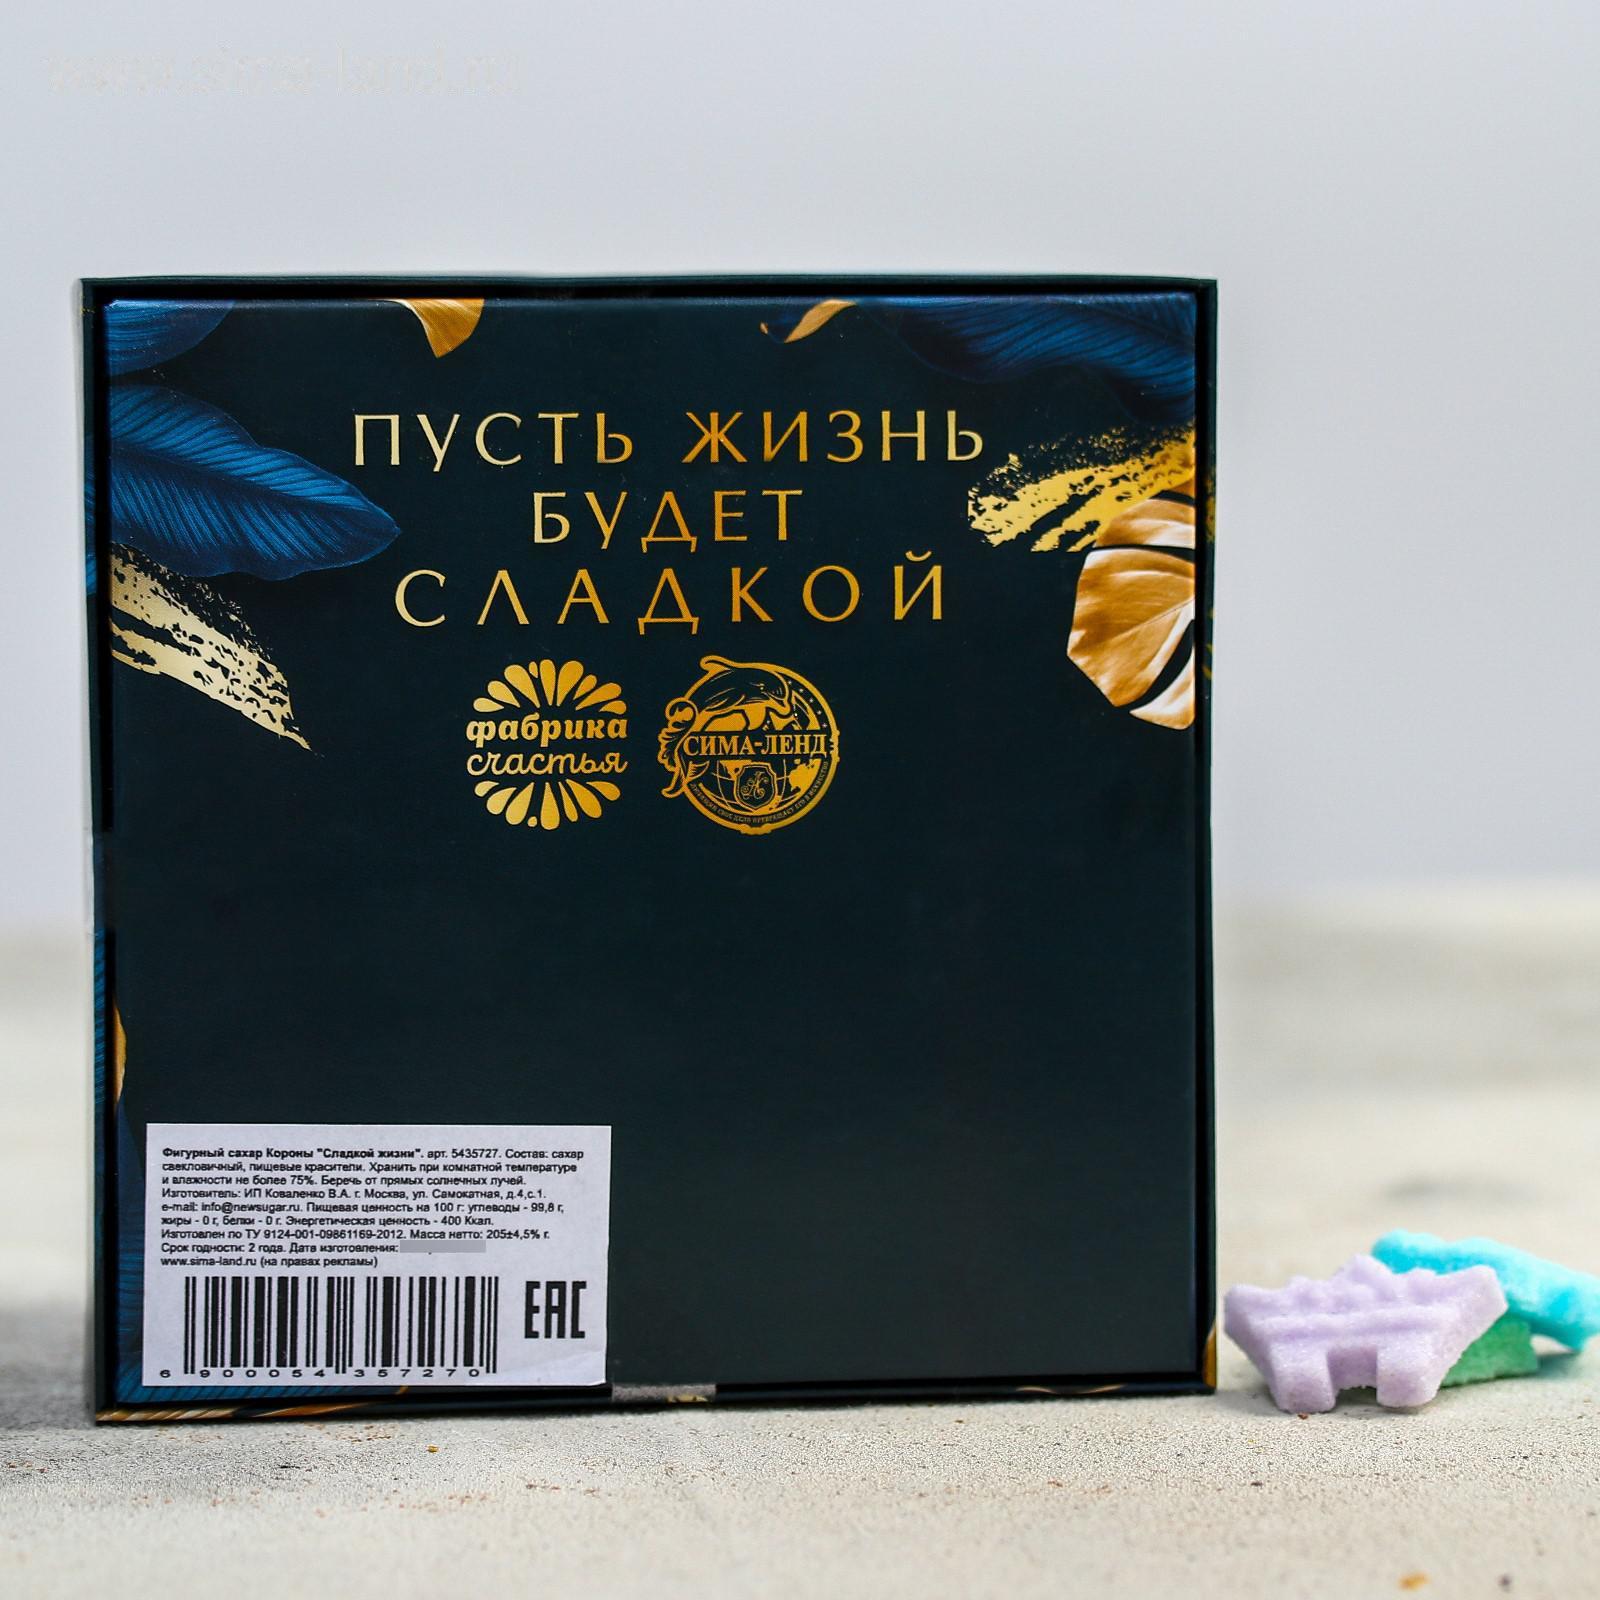 www.sima-land.ru
ПУСТЬ ЖИЗНЬ
БУДЕТ
СЛАДКОЙ
фабрика
счастья
СИМА-ЛЕНД
Фигурный сахар Короны "Сладкой жизни". арт. 5435727. Состав: сахар
свекловичный, пищевые красители. Хранить при комнатной температуре
и влажности не более 75%. Беречь от прямых солнечных лучей.
Изготовитель: ИП Коваленко В.А. г. Москва, ул. Самокатная, д.4,с.1.
e-mail: info@newsugar.ru. Пищевая ценность на 100 г: углеводы - 99,8 г,
жиры - 0 г, белки - 0 г. Энергетическая ценность - 400 Ккал.
Изготовлен по ТУ 9124-001-09861169-2012. Масса нетто: 205±4,5% г.
Срок годности: 2 года. Дата изготовления:
www.sima-land.ru (на правах рекламы)
EAC
6 900054 357270